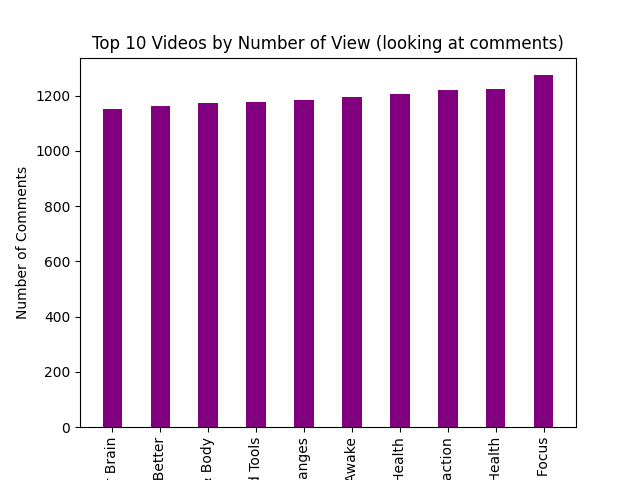 Top 10 Videos by Number of View (looking at comments)
Number of Comments
1200
1000
800
600
400
200
0
Brain
Better
Body
Tools
anges
Awake
Health
action
Health
Focus